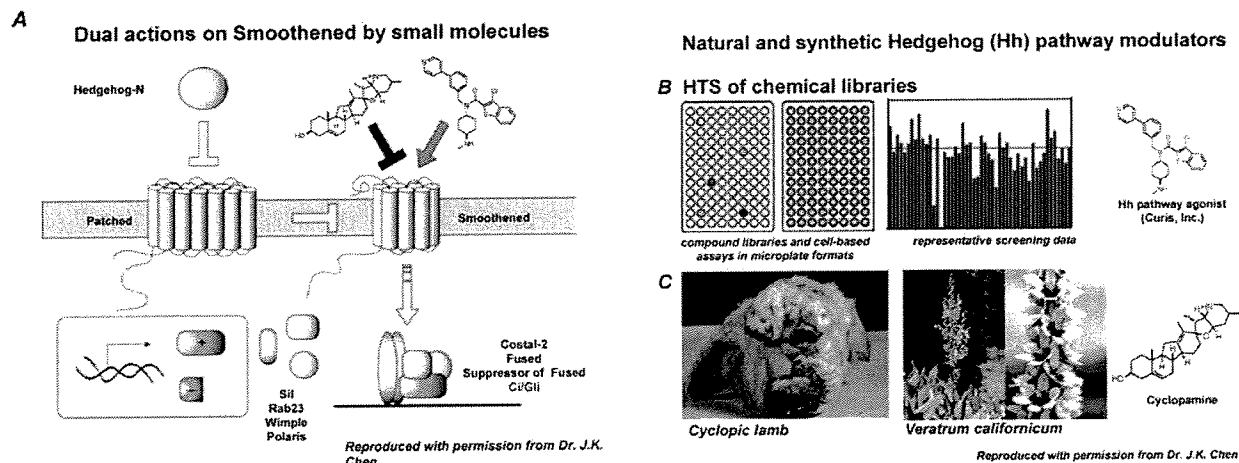 A
Dual actions on Smoothened by small molecules
Hedgehog-N
HO
Patched
Smoothened
+
Sil
Rab23
Wimple
Polaris
Costal-2
Fused
Suppressor of Fused
Ci/Gli
Reproduced with permission from Dr. J.K.
Chen
Natural and synthetic Hedgehog (Hh) pathway modulators
B HTS of chemical libraries
compound libraries and cell-based
assays in microplate formats
representative screening data
Hh pathway agonist
(Curis, Inc.)
C
Cyclopic lamb
Veratrum californicum
HO
Cyclopamine
Reproduced with permission from Dr. J.K. Chen